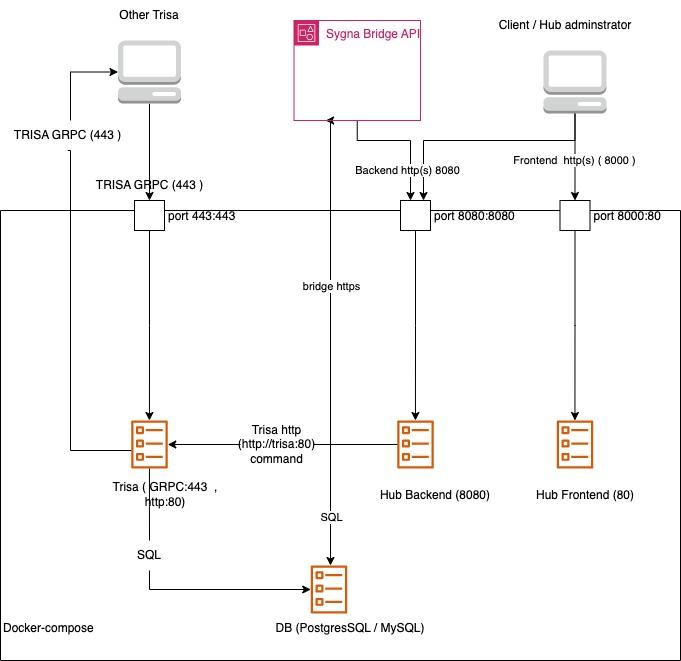 Other Trisa
Sygna Bridge API
Client / Hub adminstrator
TRISA GRPC (443 )
Backend http(s) 8080
Frontend  http(s) ( 8000 )
TRISA GRPC (443 )
port 443:443
port 8080:8080
port 8000:80
bridge https
Trisa http
(http://trisa:80)
command
Trisa ( GRPC:443 ,
http:80)
Hub Backend (8080)
Hub Frontend (80)
SQL
SQL
Docker-compose
DB (PostgresSQL / MySQL)